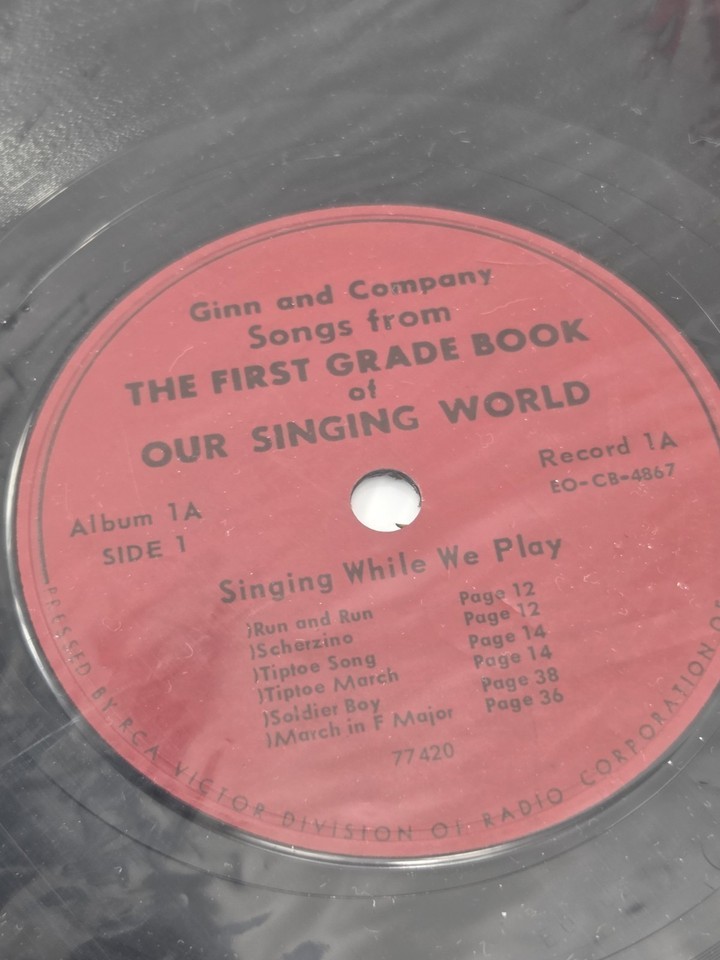 Ginn and Company
Songs from
THE FIRST GRADE BOOK
of
OUR SINGING WORLD
Album 1A
SIDE 1
Record 1A
EO-CB-4867
Singing While We Play
)Run and Run Page 12
)Scherzino Page 12
)Tiptoe Song Page 14
)Tiptoe March Page 14
)Soldier Boy Page 38
)March in F Major Page 36
77420
PRESSED BY RCA VICTOR DIVISION OF RADIO CORPORATION OF